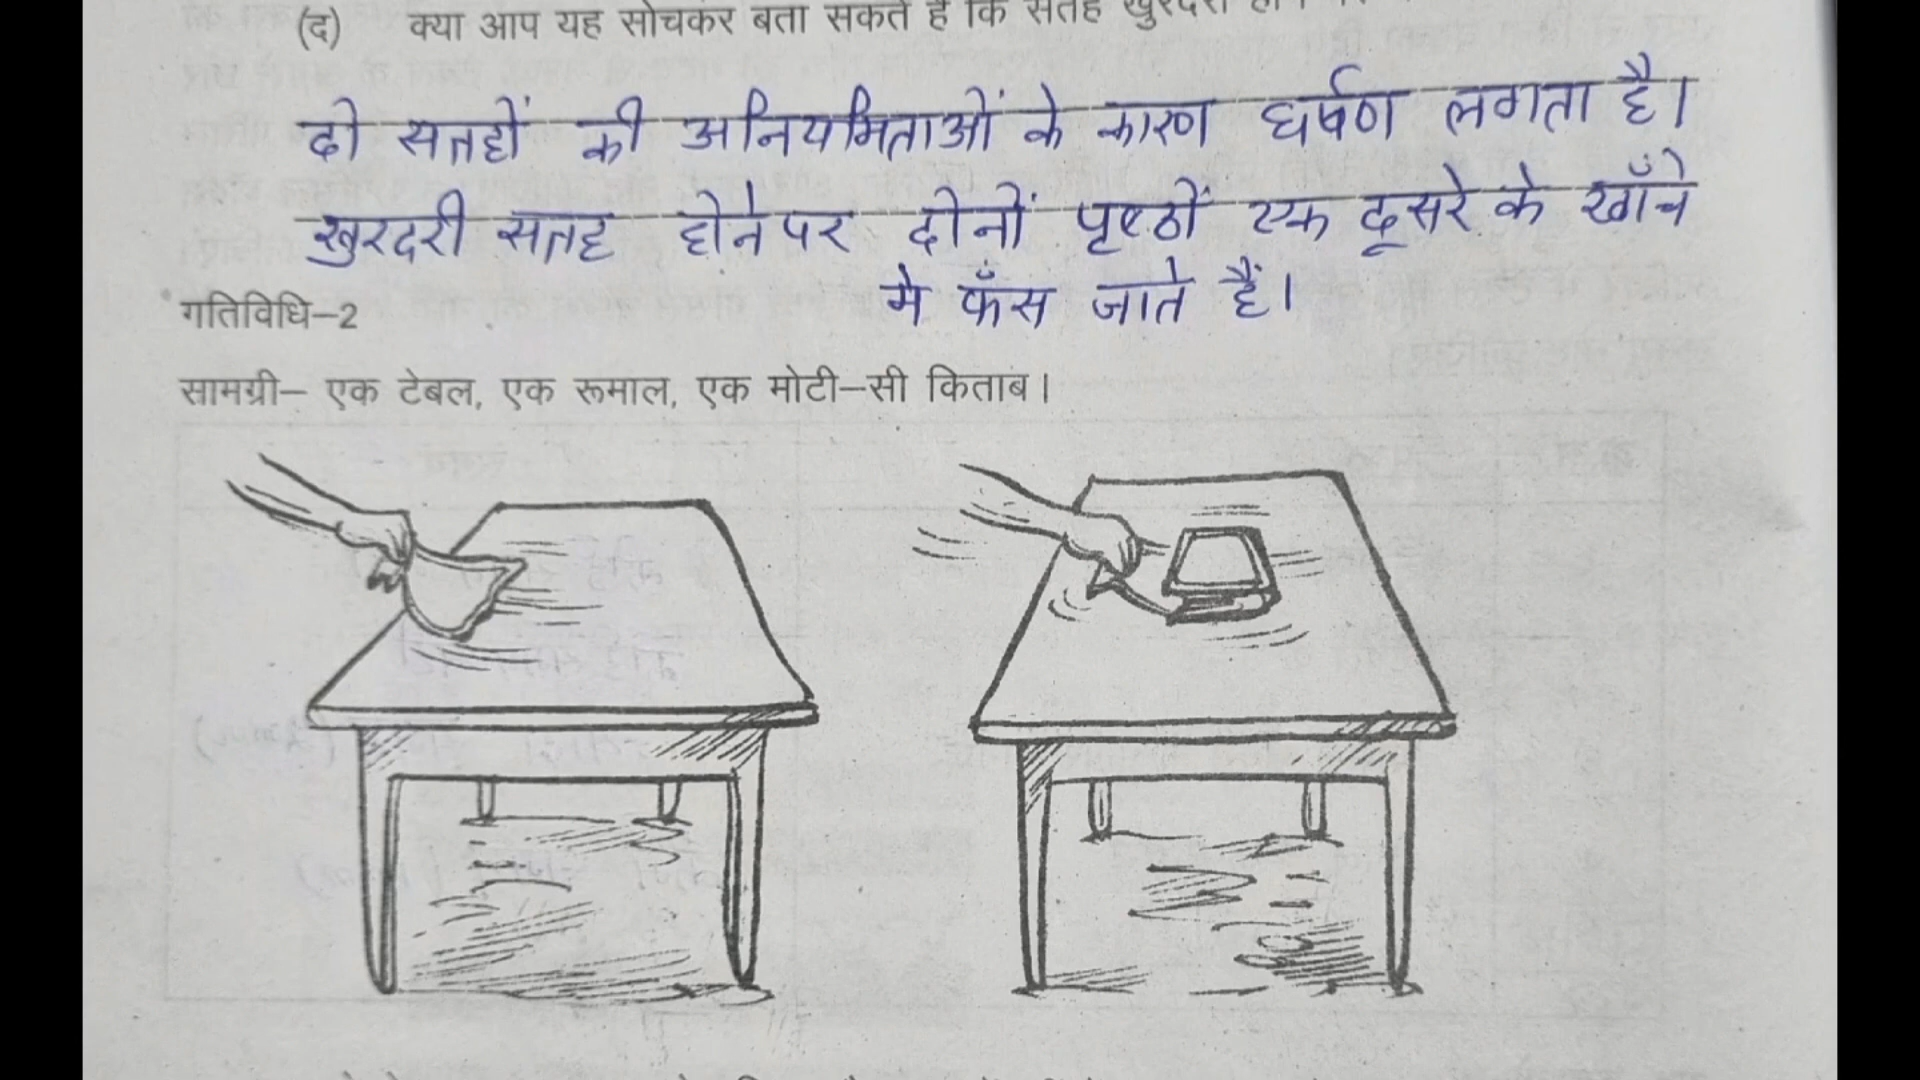 (द) क्या आप यह सोचकर बता सकते हैं कि सतह खुरदरी
दो सतहों की अनियमिताओं के कारण घर्षण लगता है।
खुरदरी सतह होने पर दोनों पृष्ठों एक दूसरे के खाँचे
मे फँस जाते हैं।
गतिविधि–2
सामग्री– एक टेबल, एक रूमाल, एक मोटी–सी किताब।